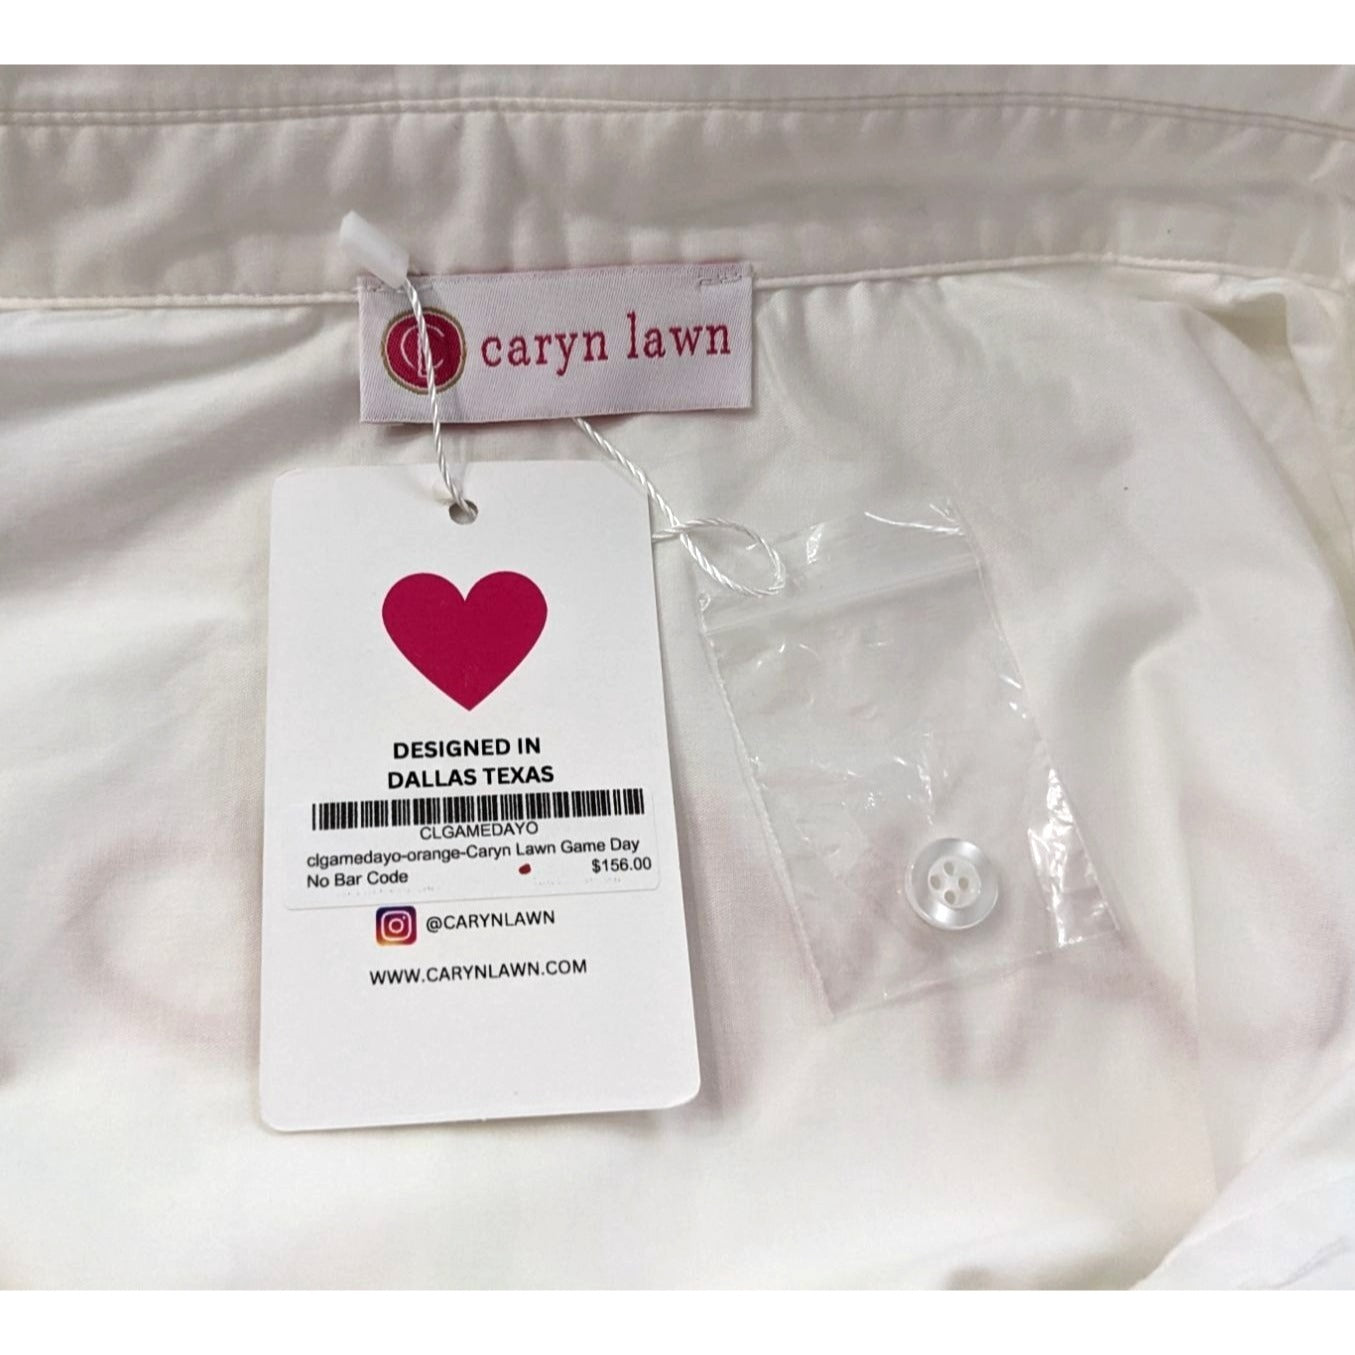 CL caryn lawn
DESIGNED IN
DALLAS TEXAS
CLGAMEDAYO
clgamedayo-orange-Caryn Lawn Game Day
No Bar Code $156.00
@CARYNLAWN
WWW.CARYNLAWN.COM